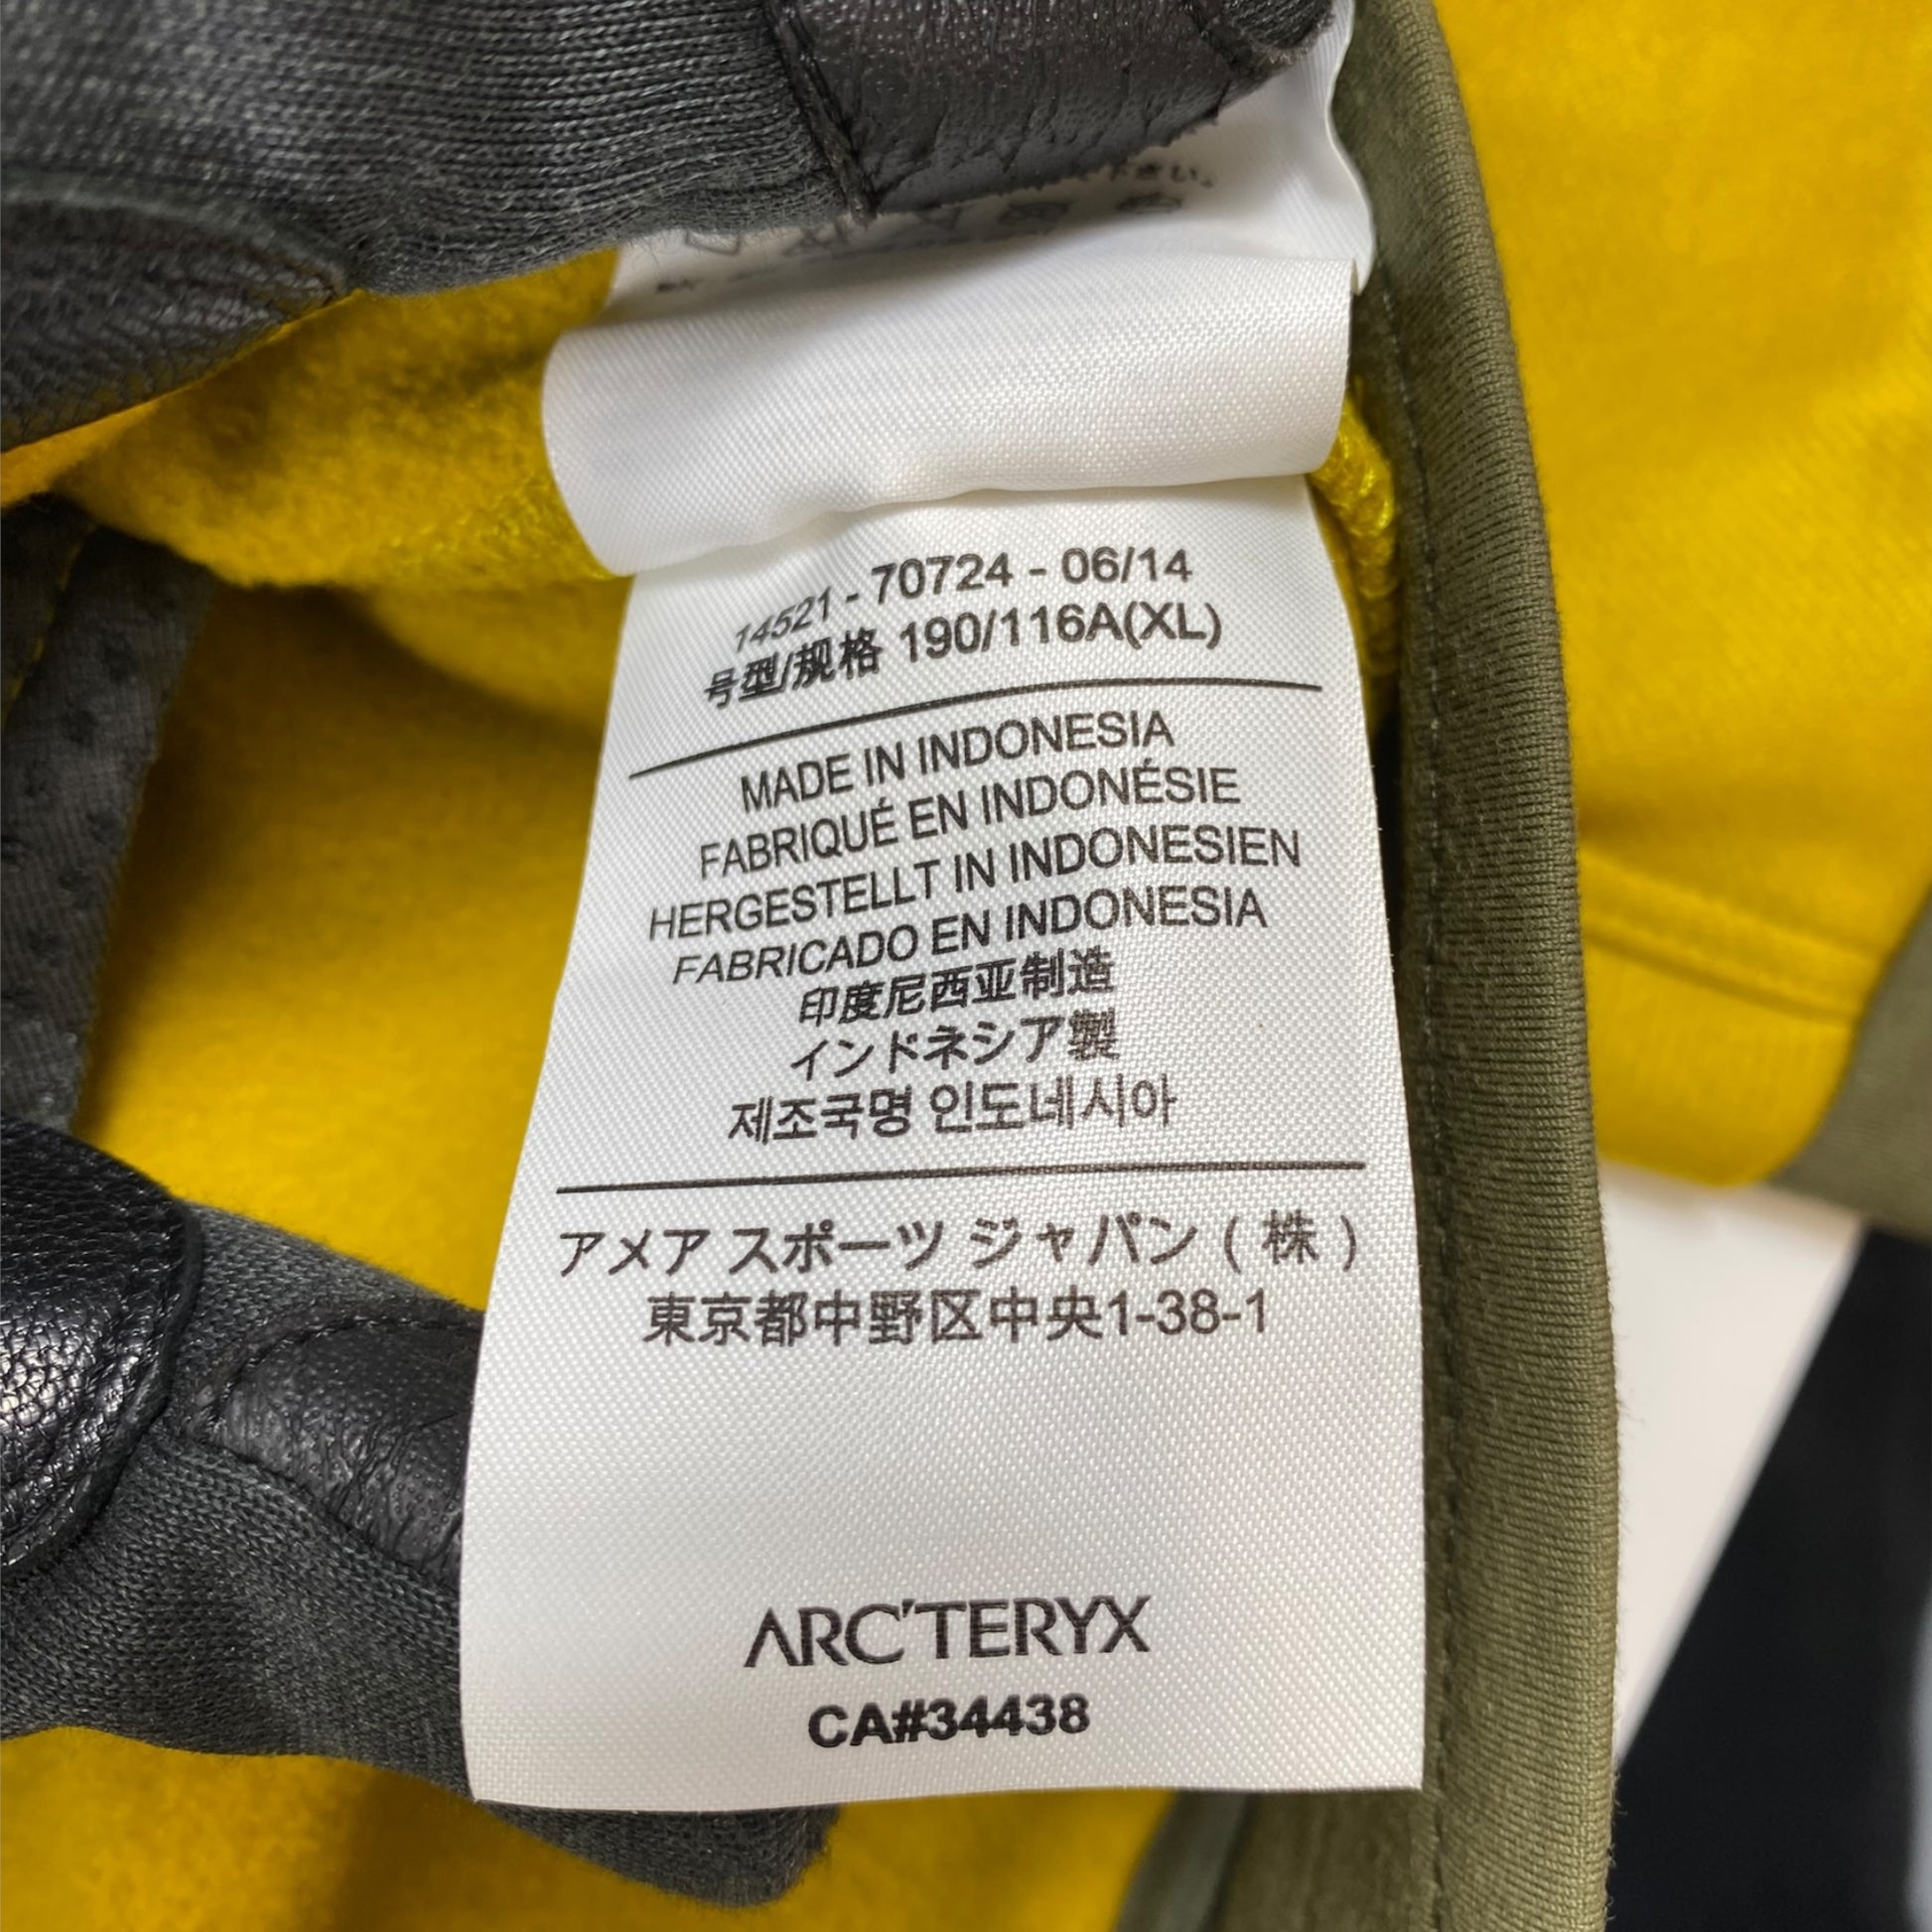 下さい。
14521 - 70724 - 06/14
号型/规格 190/116A(XL)
MADE IN INDONESIA
FABRIQUÉ EN INDONÉSIE
HERGESTELLT IN INDONESIEN
FABRICADO EN INDONESIA
印度尼西亚制造
インドネシア製
제조국명 인도네시아
アメア スポーツ ジャパン ( 株 )
東京都中野区中央1-38-1
ARC'TERYX
CA#34438